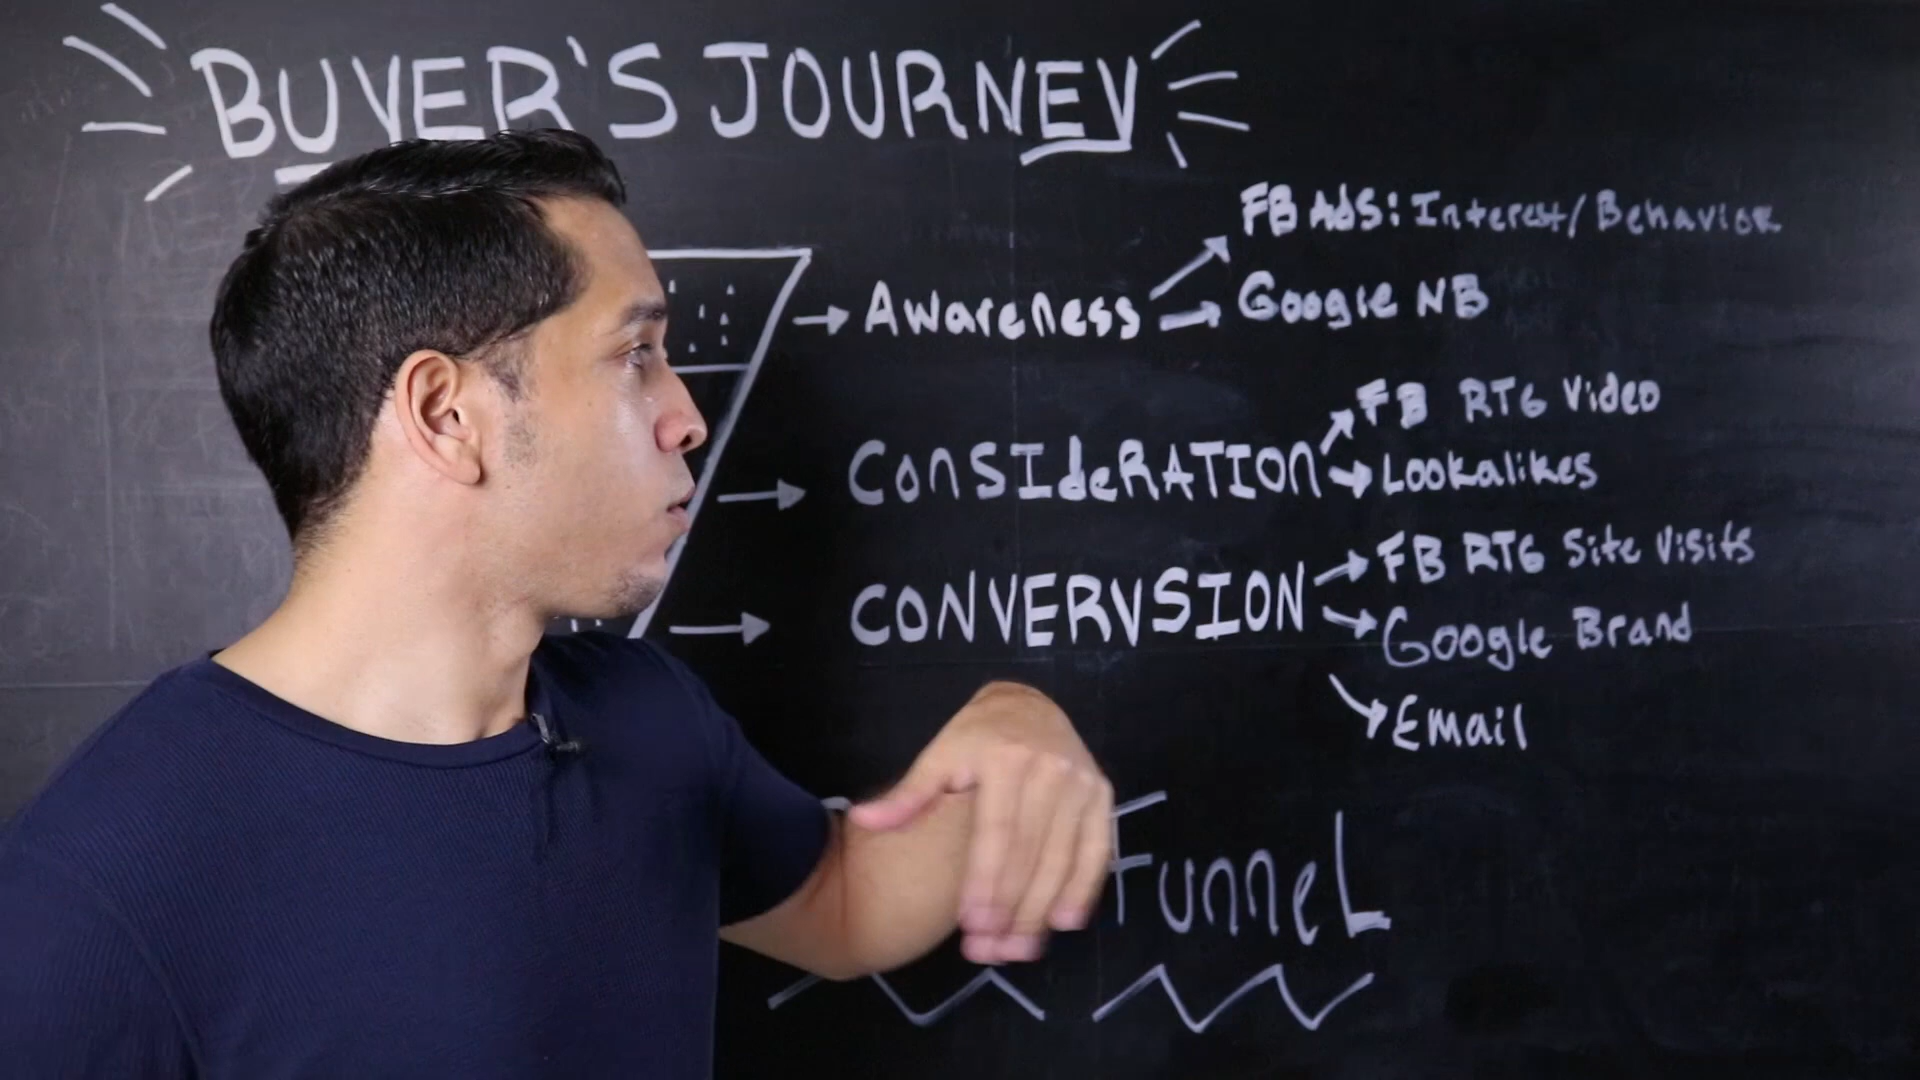 BUYER'S JOURNEY
Awareness
FB Ads: Interest/Behavior
Google NB
ConSIdeRATION
FB RTG Video
Lookalikes
CONVERVSION
FB RTG Site Visits
Google Brand
Email
FunneL